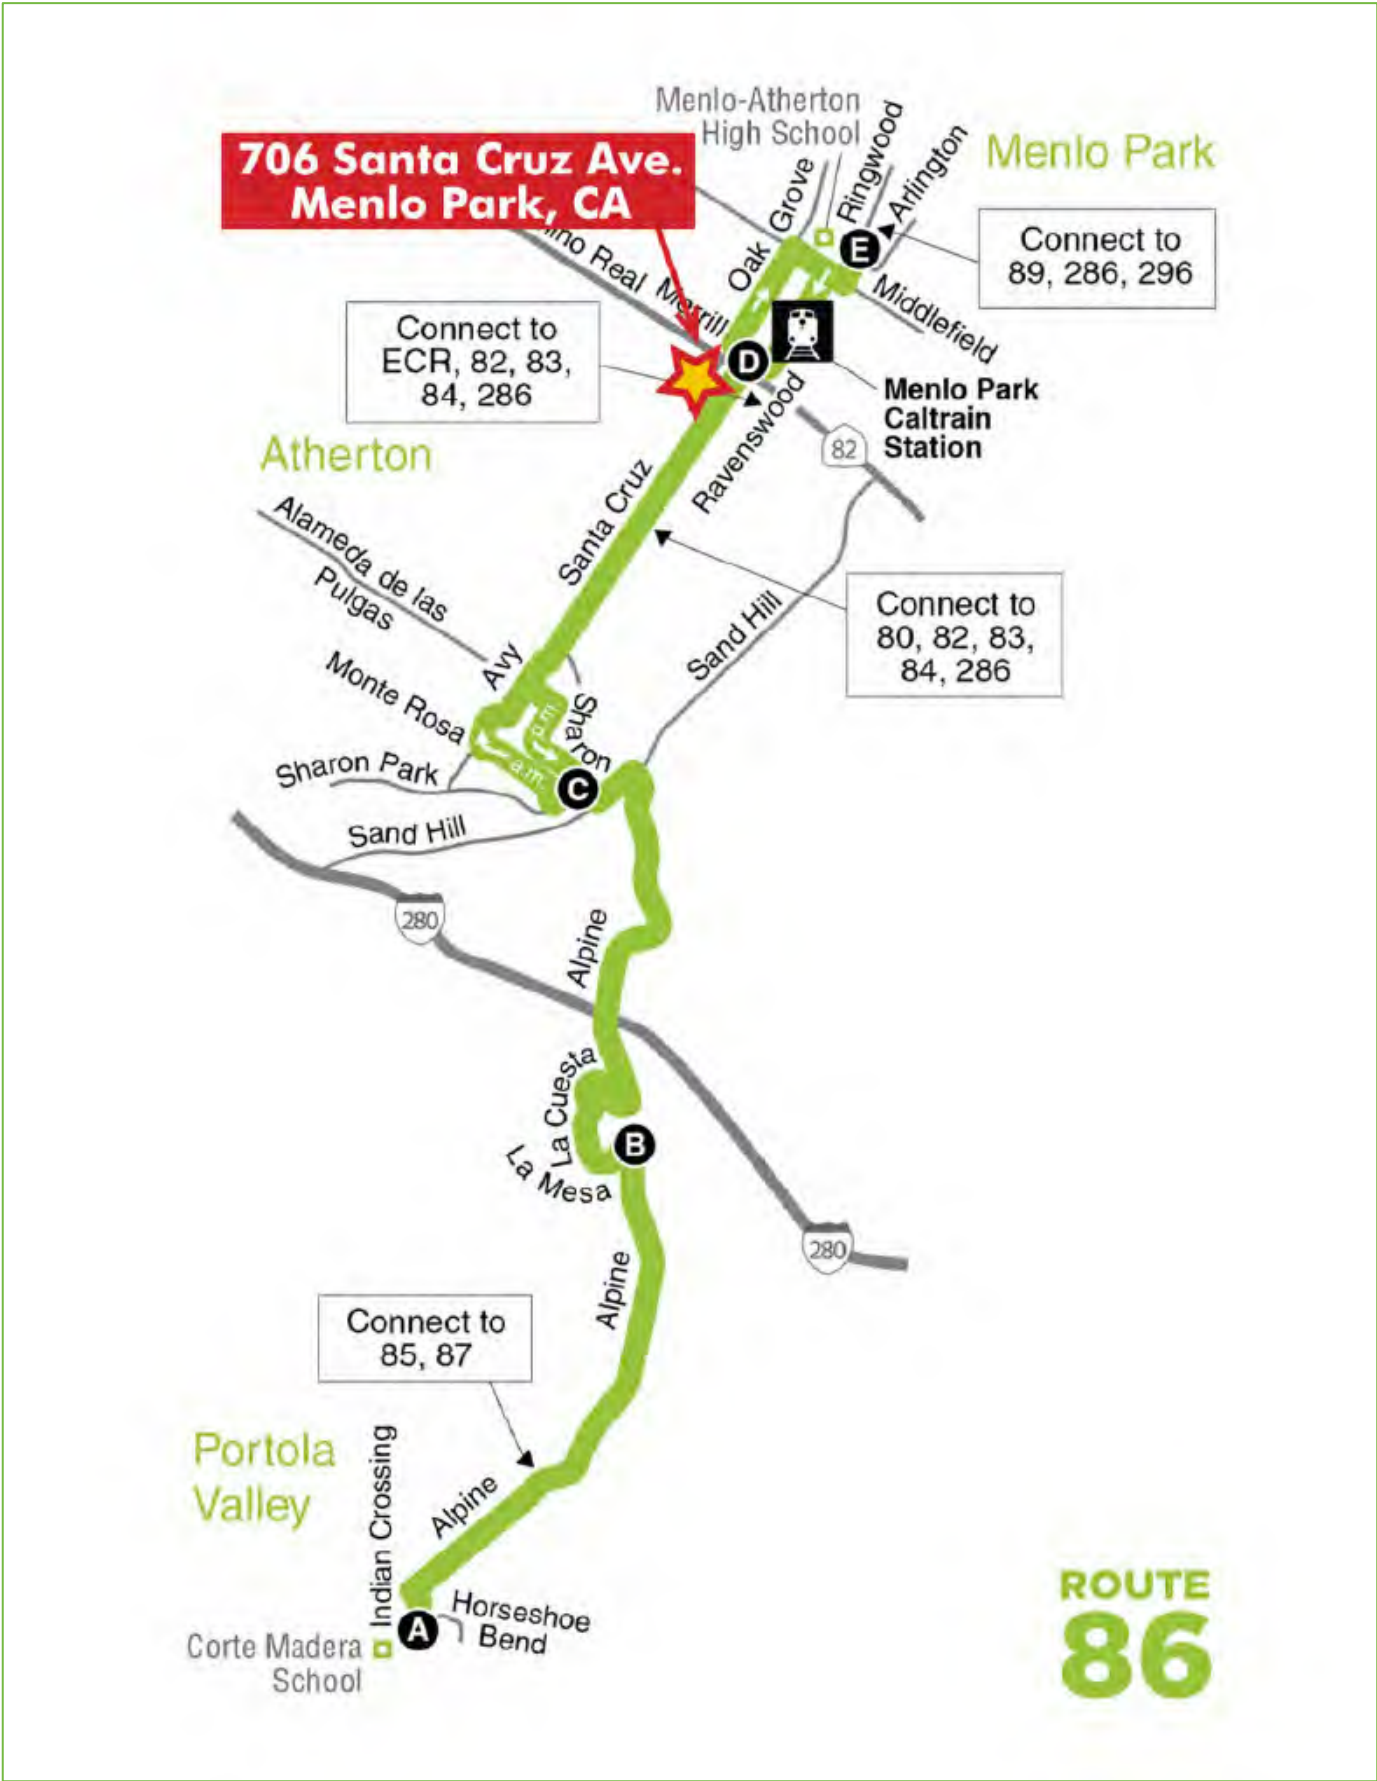 Menlo-Atherton
High School
706 Santa Cruz Ave.
Menlo Park, CA
Menlo Park
Grove
Ringwood
Arlington
Oak
E
Connect to
89, 286, 296
ino Real
Merrill
Middlefield
Connect to
ECR, 82, 83,
84, 286
D
Menlo Park
Caltrain
Station
Ravenswood
82
Atherton
Santa Cruz
Alameda de las
Pulgas
Connect to
80, 82, 83,
84, 286
Sand Hill
Avy
Monte Rosa
Sharon
p.m.
a.m.
C
Sharon Park
Sand Hill
280
Alpine
La Cuesta
B
La Mesa
280
Alpine
Connect to
85, 87
Portola
Valley
Indian Crossing
Alpine
A
Horseshoe
Bend
Corte Madera
School
ROUTE
86